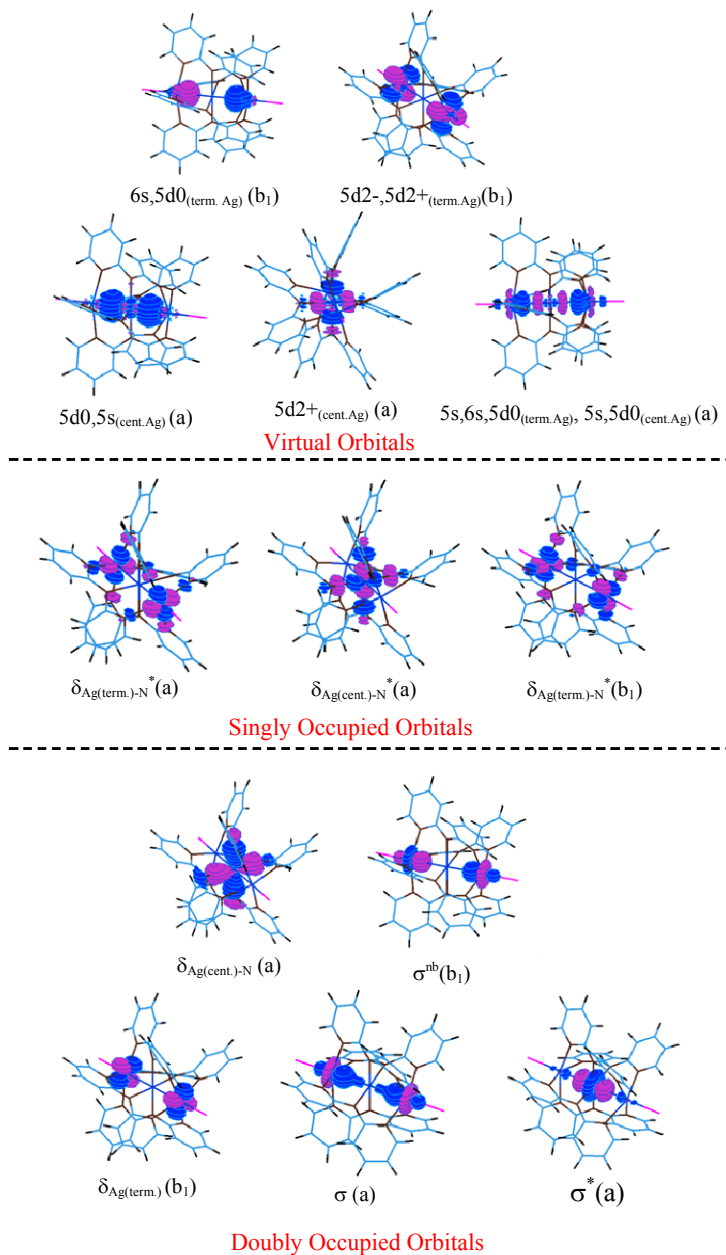 6s,5d0(term. Ag) (b1) 5d2-,5d2+(term.Ag)(b1)
5d0,5s(cent.Ag) (a) 5d2+(cent.Ag) (a) 5s,6s,5d0(term.Ag), 5s,5d0(cent.Ag) (a)
Virtual Orbitals
δAg(term.)-N*(a) δAg(cent.)-N*(a) δAg(term.)-N*(b1)
Singly Occupied Orbitals
δAg(cent.)-N (a) σnb(b1)
δAg(term.) (b1) σ (a) σ*(a)
Doubly Occupied Orbitals